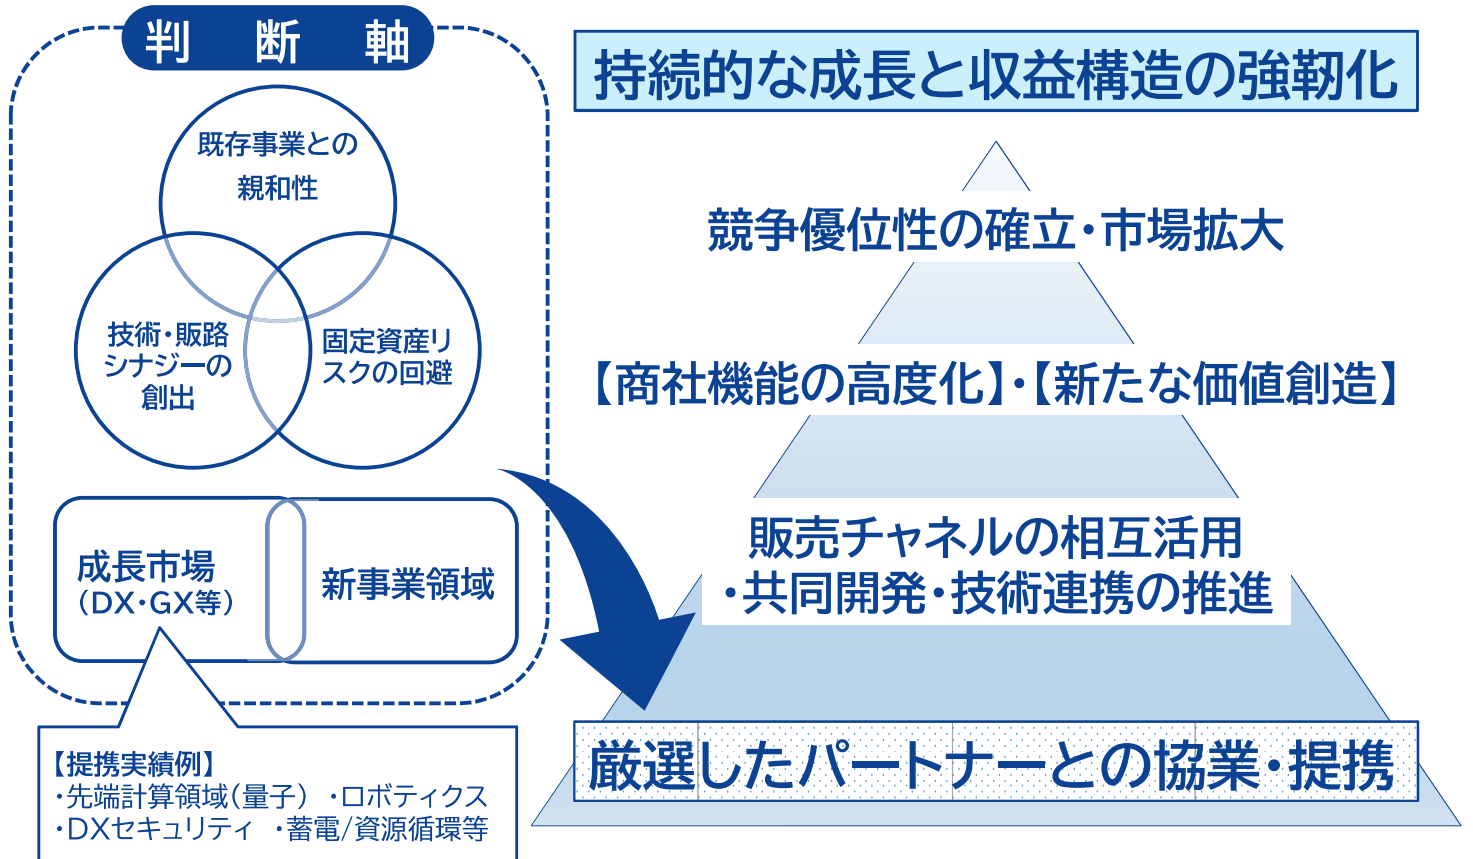 判 断 軸
既存事業との
親和性
技術・販路
シナジーの
創出
固定資産リ
スクの回避
成長市場
（DX・GX等）
新事業領域
【提携実績例】
・先端計算領域（量子） ・ロボティクス
・DXセキュリティ ・蓄電/資源循環等
持続的な成長と収益構造の強靭化
競争優位性の確立・市場拡大
【商社機能の高度化】・【新たな価値創造】
販売チャネルの相互活用
・共同開発・技術連携の推進
厳選したパートナーとの協業・提携